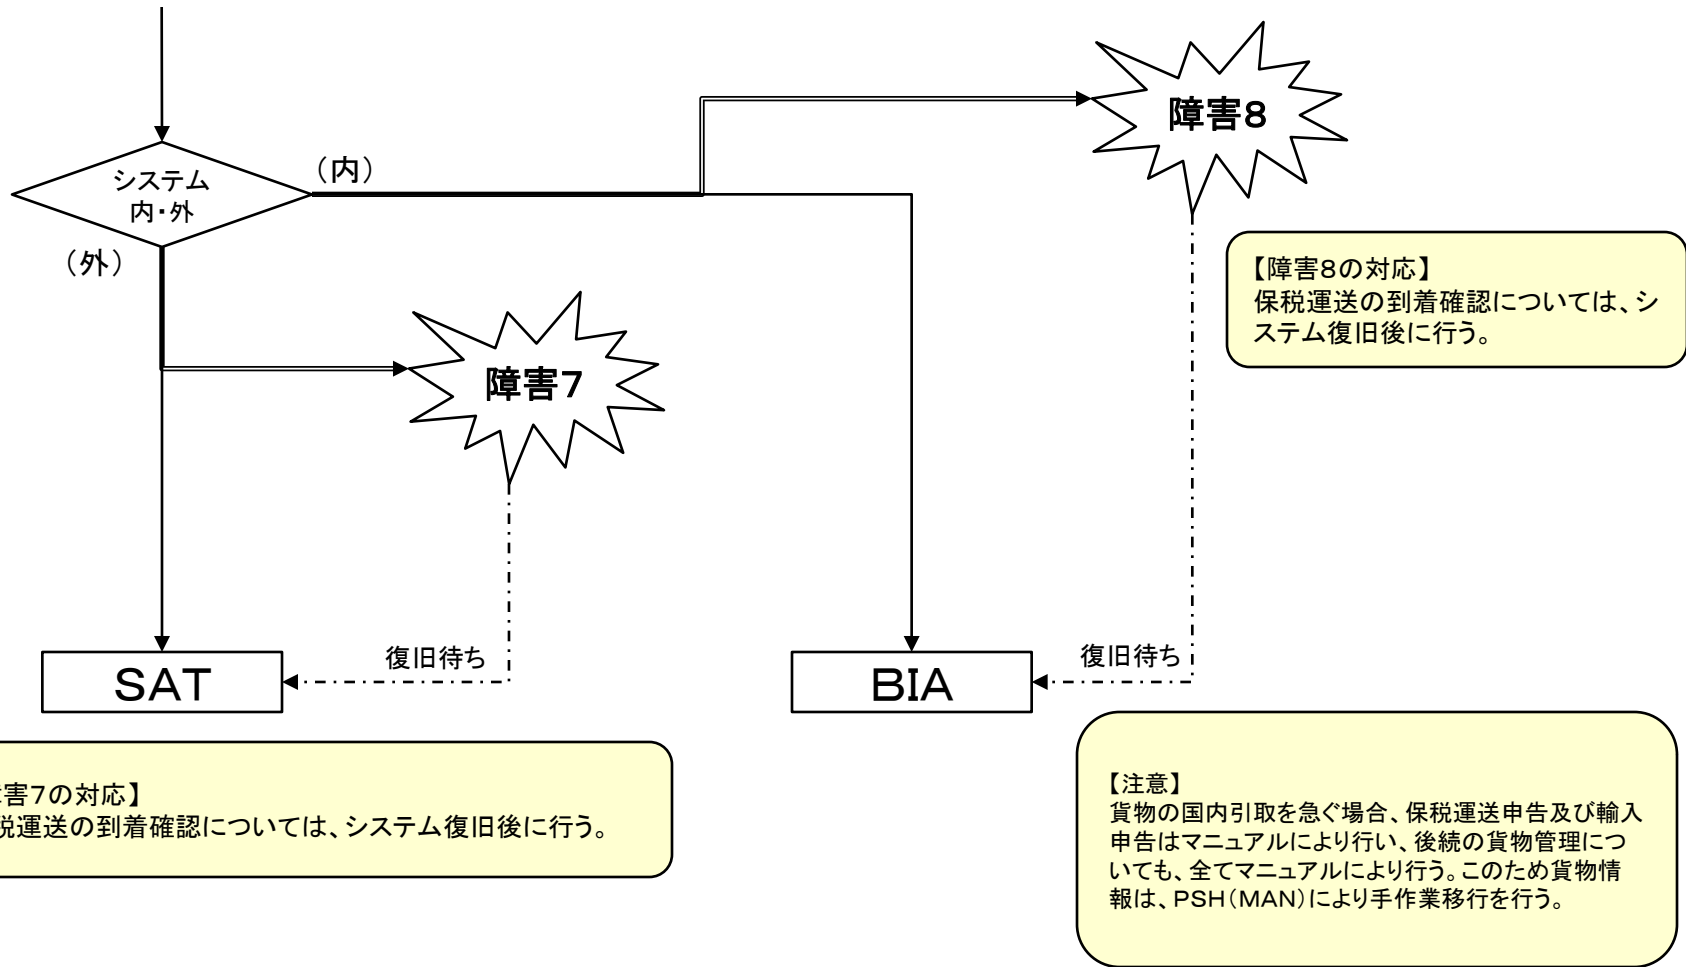 障害8
システム
内・外
（内）
（外）
【障害8の対応】
保税運送の到着確認については、シ
ステム復旧後に行う。
障害7
復旧待ち
復旧待ち
SAT
BIA
害7の対応】
税運送の到着確認については、システム復旧後に行う。
【注意】
貨物の国内引取を急ぐ場合、保税運送申告及び輸入
申告はマニュアルにより行い、後続の貨物管理につ
いても、全てマニュアルにより行う。このため貨物情
報は、PSH(MAN)により手作業移行を行う。